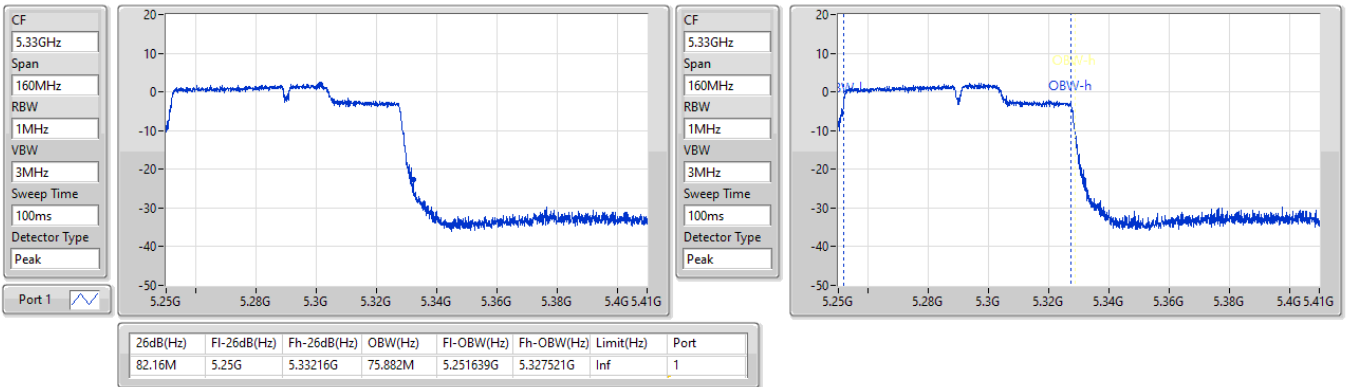 CF
5.33GHz
Span
160MHz
RBW
1MHz
VBW
3MHz
Sweep Time
100ms
Detector Type
Peak
Port 1
20
10
0
-10
-20
-30
-40
-50
5.25G 5.28G 5.3G 5.32G 5.34G 5.36G 5.38G 5.4G 5.41G
CF
5.33GHz
Span
160MHz
RBW
1MHz
VBW
3MHz
Sweep Time
100ms
Detector Type
Peak
20
10
0
-10
-20
-30
-40
-50
OBW-h
OBW-h
5.25G 5.28G 5.3G 5.32G 5.34G 5.36G 5.38G 5.4G 5.41G
26dB(Hz) Fl-26dB(Hz) Fh-26dB(Hz) OBW(Hz) Fl-OBW(Hz) Fh-OBW(Hz) Limit(Hz) Port
82.16M 5.25G 5.33216G 75.882M 5.251639G 5.327521G Inf 1